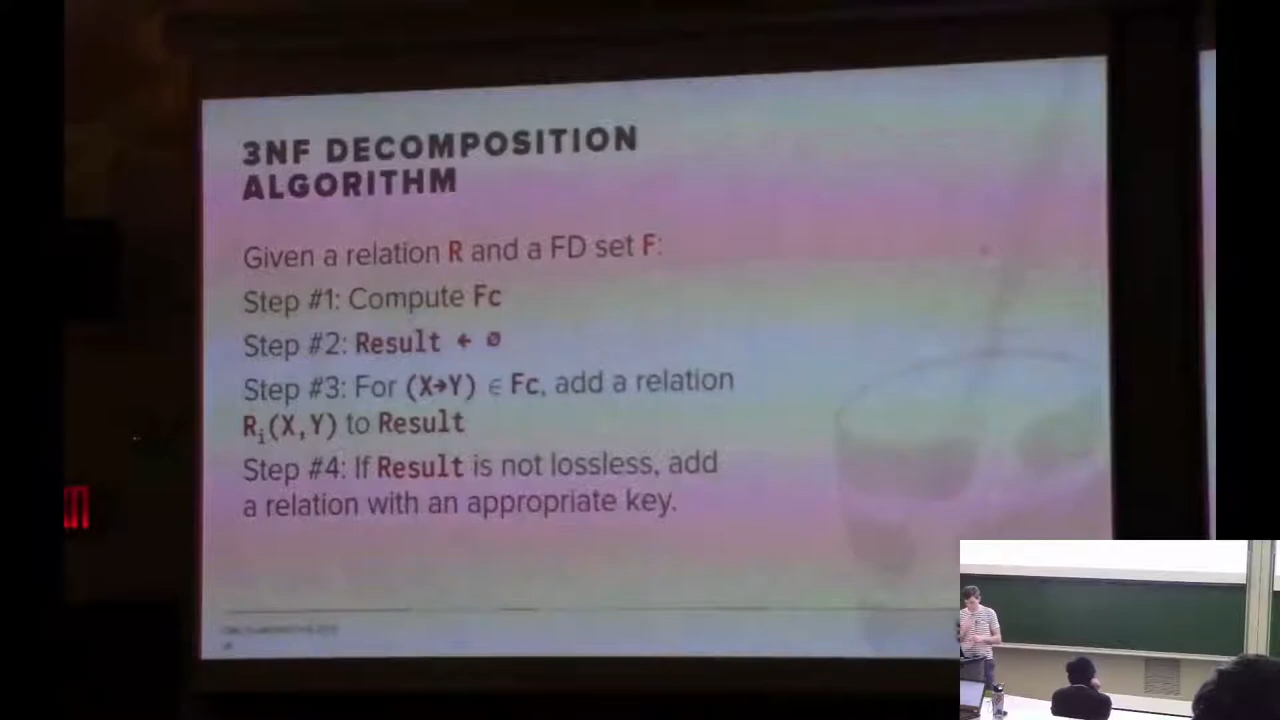 3NF DECOMPOSITION
ALGORITHM
Given a relation R and a FD set F:
Step #1: Compute Fc
Step #2: Result ← ∅
Step #3: For (X→Y) ∈ Fc, add a relation
Rᵢ(X,Y) to Result
Step #4: If Result is not lossless, add
a relation with an appropriate key.